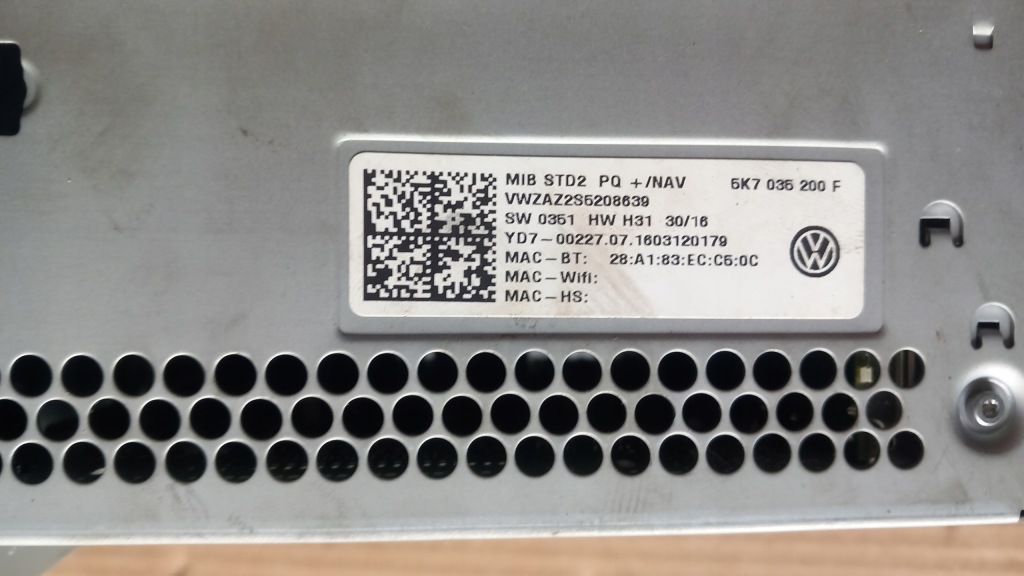 MIB STD2 PQ +/NAV 5K7 035 200 F
VWZAZ2S5208639
SW 0351 HW H31 30/16
YD7-00227.07.1603120179
MAC-BT: 28:A1:83:EC:C5:0C
MAC-Wifi:
MAC-HS: